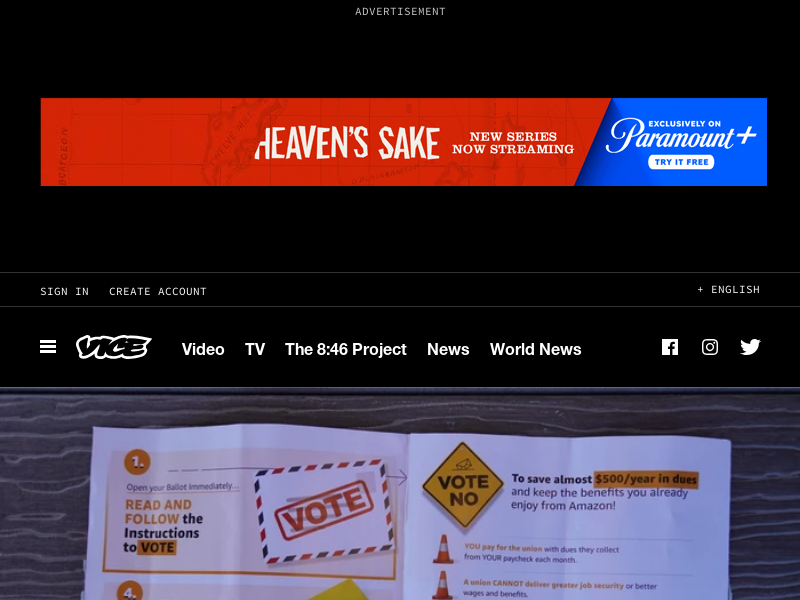 ADVERTISEMENT
HEAVEN'S SAKE
NEW SERIES
NOW STREAMING
EXCLUSIVELY ON
Paramount+
TRY IT FREE
SIGN IN
CREATE ACCOUNT
+ ENGLISH
VICE
Video
TV
The 8:46 Project
News
World News
1.
Open your Ballot Immediately...
READ AND
FOLLOW the
Instructions
to VOTE
VOTE
VOTE
NO
To save almost $500/year in dues
and keep the benefits you already
enjoy from Amazon!
YOU pay for the union with dues they collect
from YOUR paycheck each month.
4.
A union CANNOT deliver greater job security or better
wages and benefits.